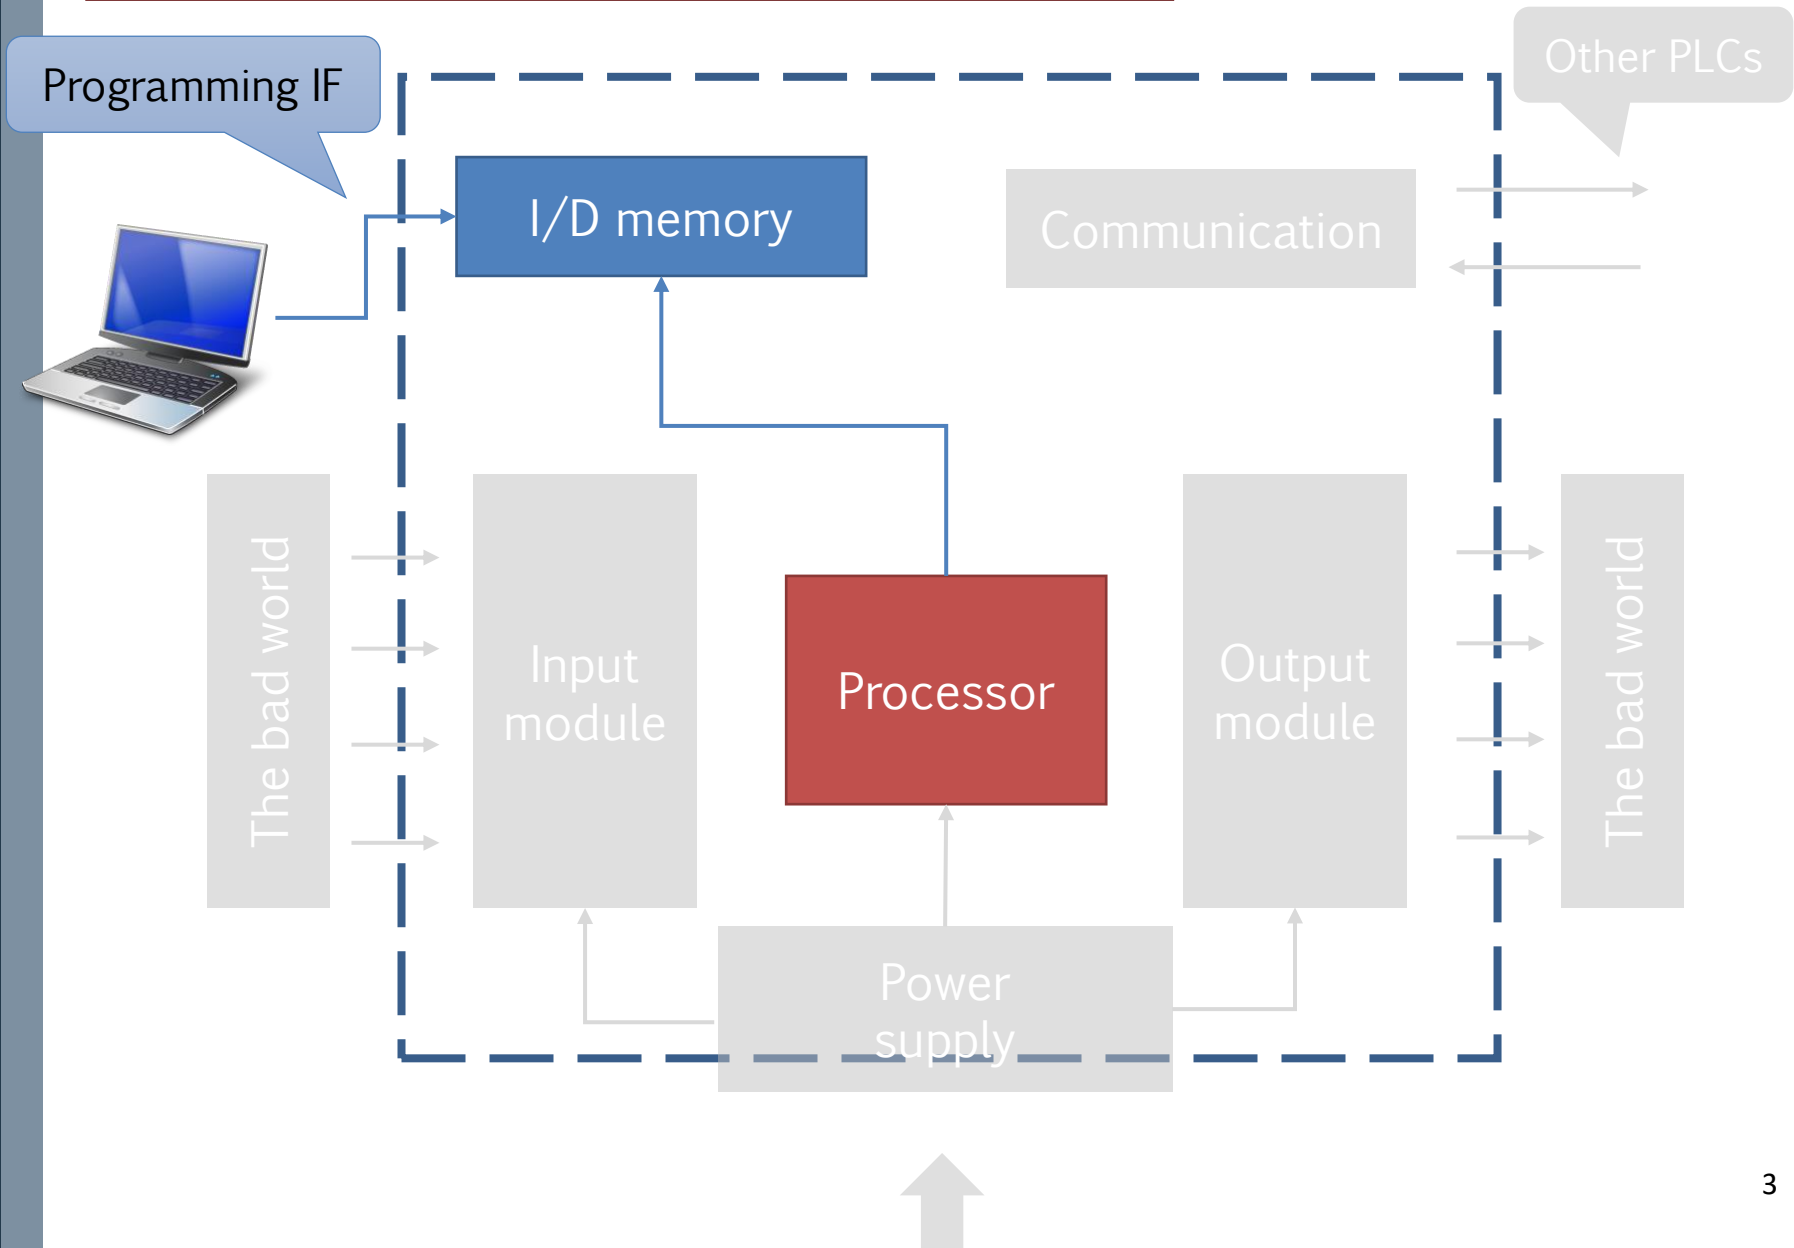 Programming IF
Other PLCs
I/D memory
Communication
The bad world
Input
module
Processor
Output
module
The bad world
Power
supply
3